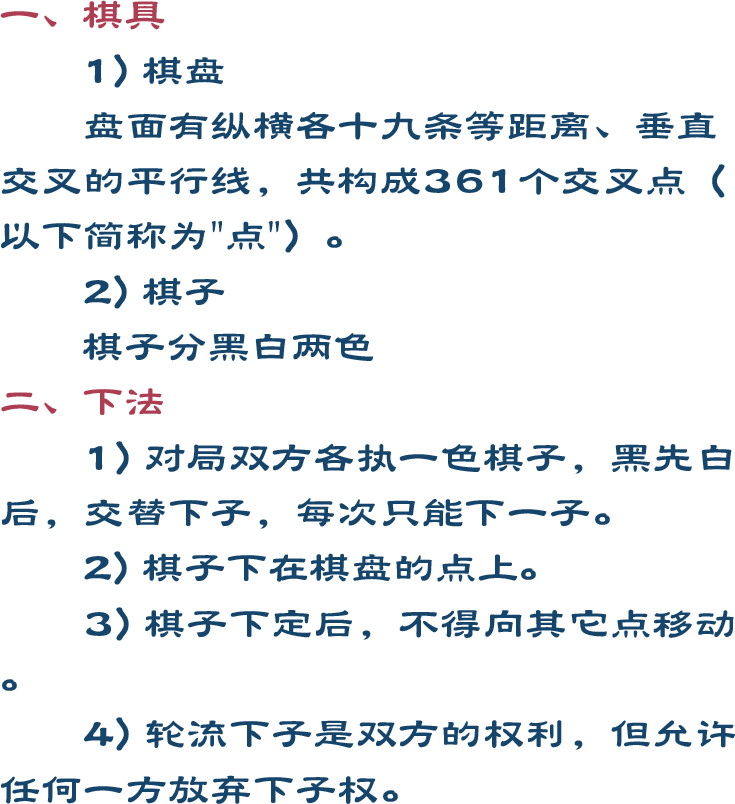 一、棋具
1) 棋盘
盘面有纵横各十九条等距离、垂直
交叉的平行线，共构成361个交叉点（
以下简称为"点"）。
2) 棋子
棋子分黑白两色
二、下法
1) 对局双方各执一色棋子，黑先白
后，交替下子，每次只能下一子。
2) 棋子下在棋盘的点上。
3) 棋子下定后，不得向其它点移动
。
4) 轮流下子是双方的权利，但允许
任何一方放弃下子权。